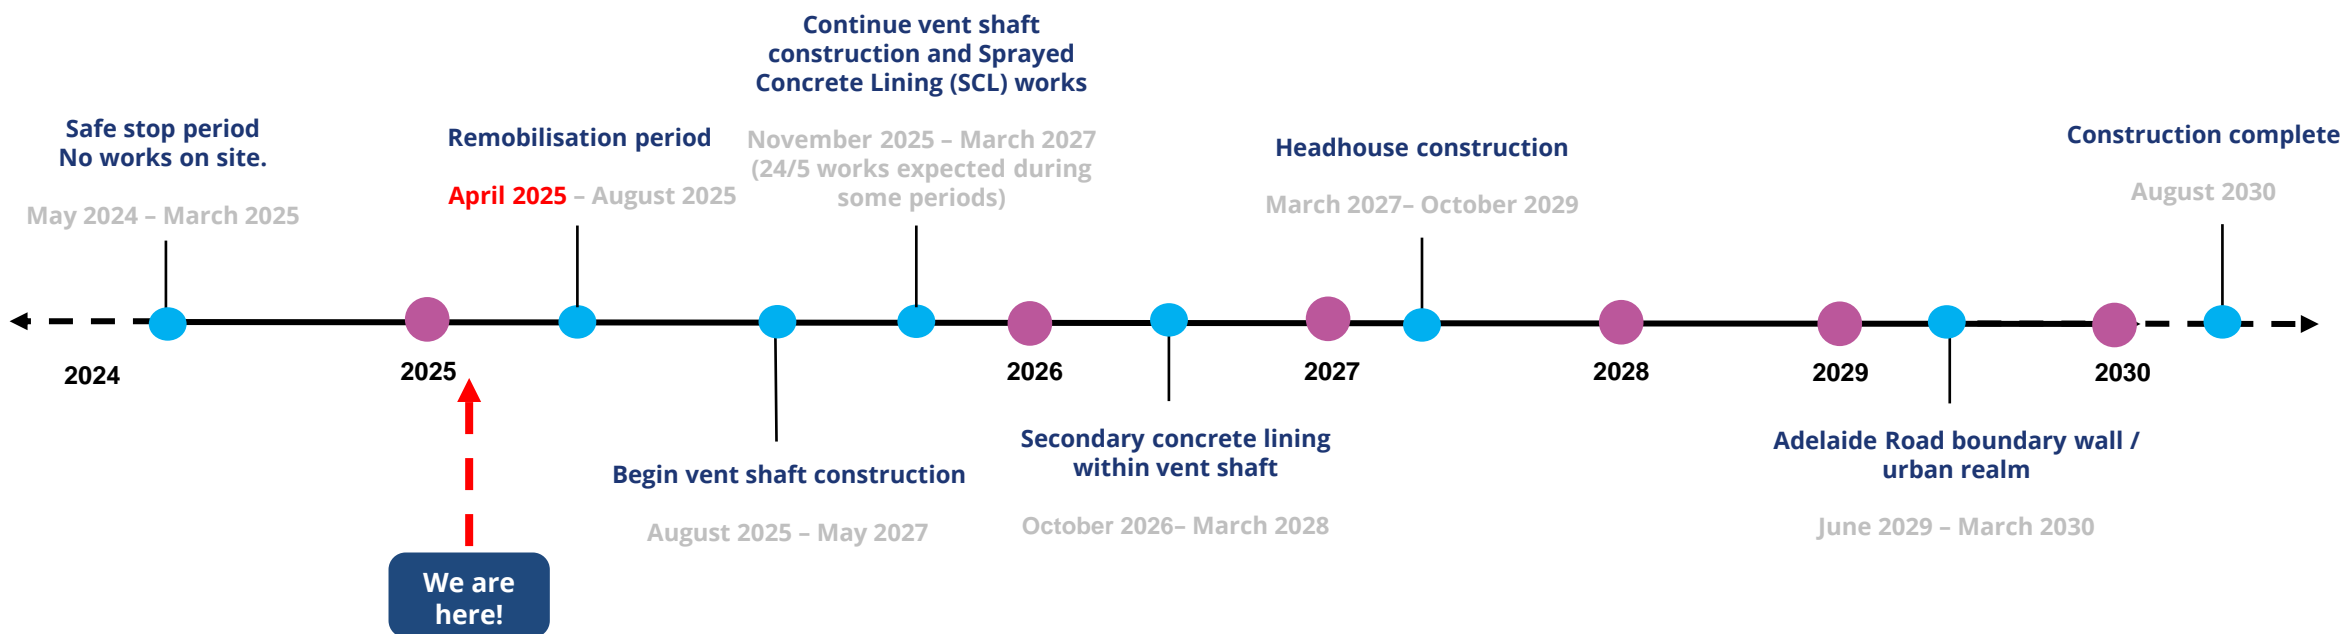 Continue vent shaft
construction and Sprayed
Concrete Lining (SCL) works
November 2025 – March 2027
(24/5 works expected during
some periods)
Safe stop period
No works on site.
May 2024 – March 2025
Remobilisation period
April 2025 – August 2025
Headhouse construction
March 2027– October 2029
Construction complete
August 2030
2024
2025
2026
2027
2028
2029
2030
Begin vent shaft construction
August 2025 – May 2027
Secondary concrete lining
within vent shaft
October 2026– March 2028
Adelaide Road boundary wall /
urban realm
June 2029 – March 2030
We are
here!